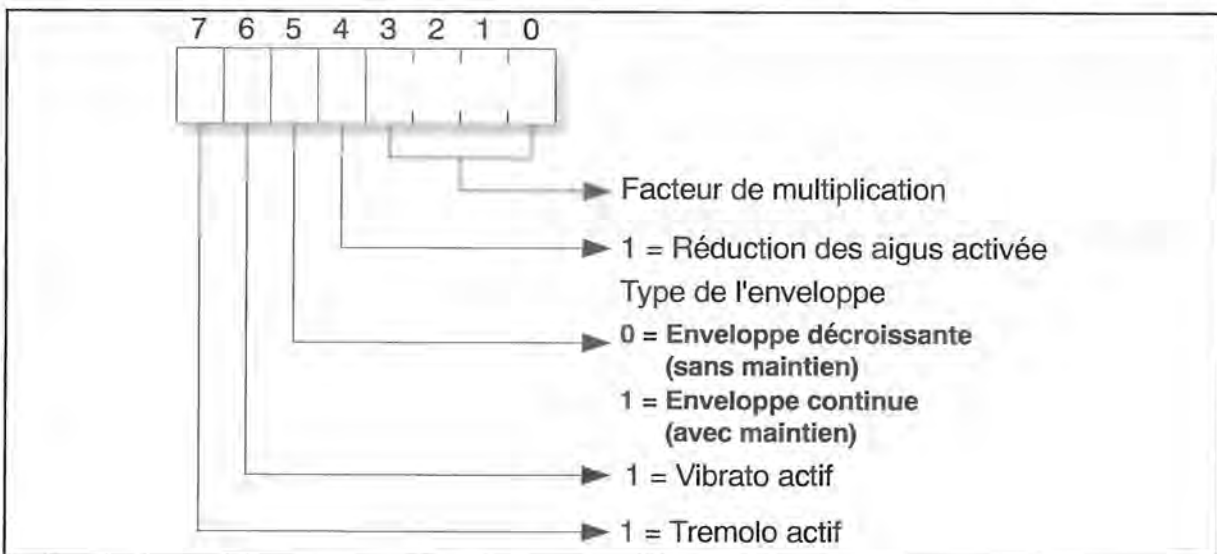 7 6 5 4 3 2 1 0
Facteur de multiplication
1 = Réduction des aigus activée
Type de l'enveloppe
0 = Enveloppe décroissante
(sans maintien)
1 = Enveloppe continue
(avec maintien)
1 = Vibrato actif
1 = Tremolo actif